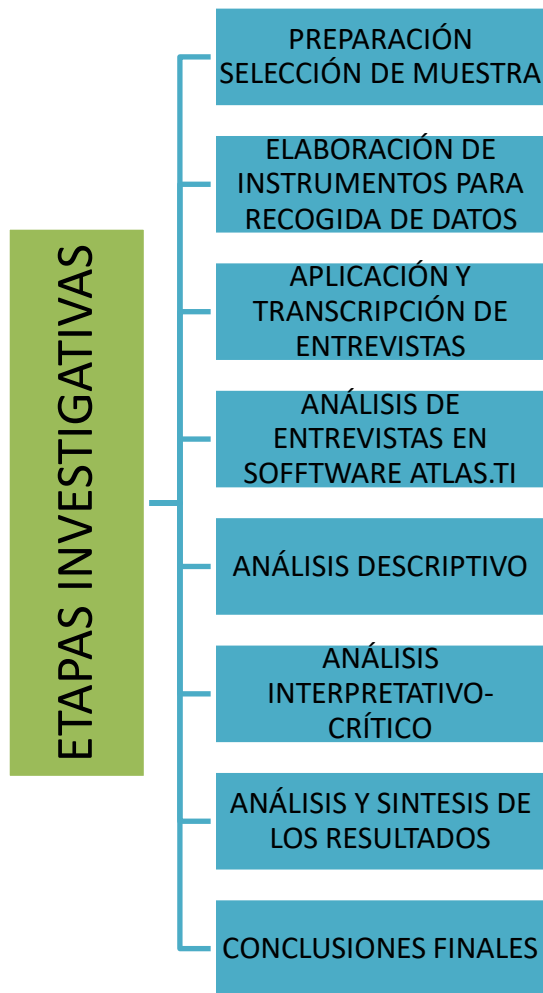 ETAPAS INVESTIGATIVAS
PREPARACIÓN
SELECCIÓN DE MUESTRA
ELABORACIÓN DE
INSTRUMENTOS PARA
RECOGIDA DE DATOS
APLICACIÓN Y
TRANSCRIPCIÓN DE
ENTREVISTAS
ANÁLISIS DE
ENTREVISTAS EN
SOFFTWARE ATLAS.TI
ANÁLISIS DESCRIPTIVO
ANÁLISIS
INTERPRETATIVO-
CRÍTICO
ANÁLISIS Y SINTESIS DE
LOS RESULTADOS
CONCLUSIONES FINALES